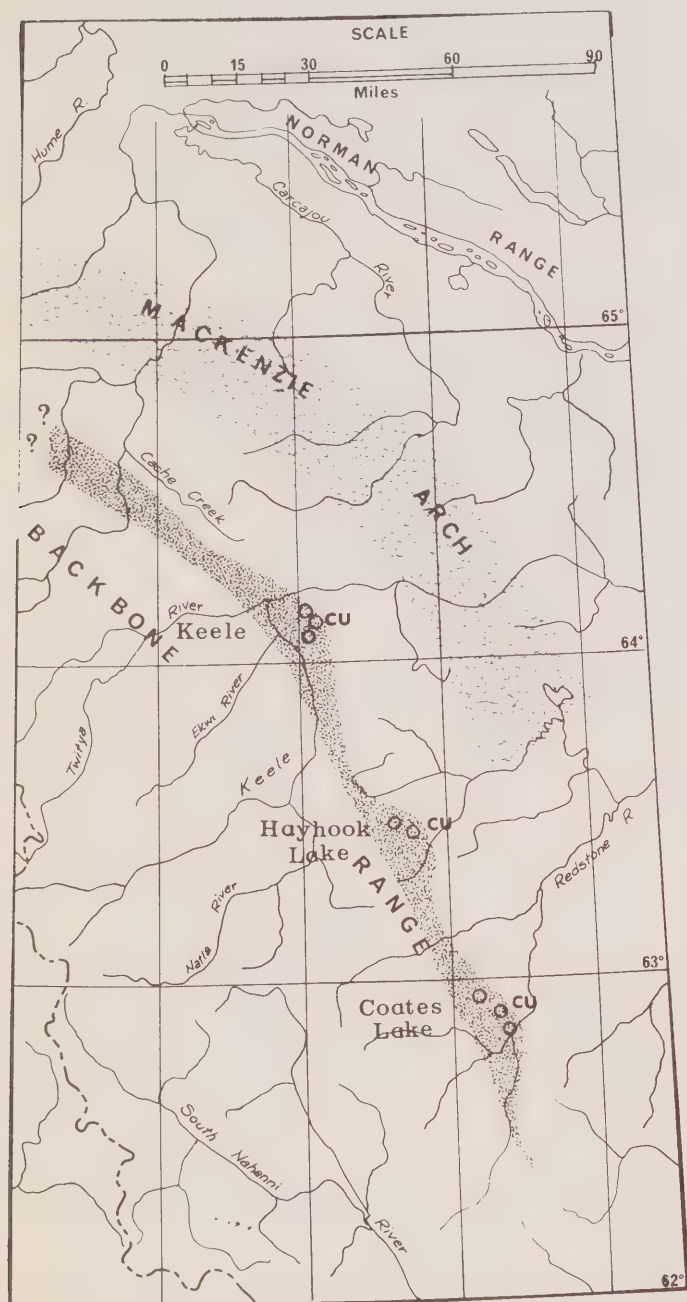 SCALE
0 15 30 60 90
Miles
Hume R.
NORMAN
RANGE
Carcajou
River
65°
MACKENZIE
ARCH
?
?
Cache Creek
BACKBONE
RANGE
River
Keele
CU
64°
Twitya
Ekwi River
Keele
River
Natla
Hayhook
Lake
CU
Redstone R
63°
Coates
Lake
CU
South Nahanni
River
62°